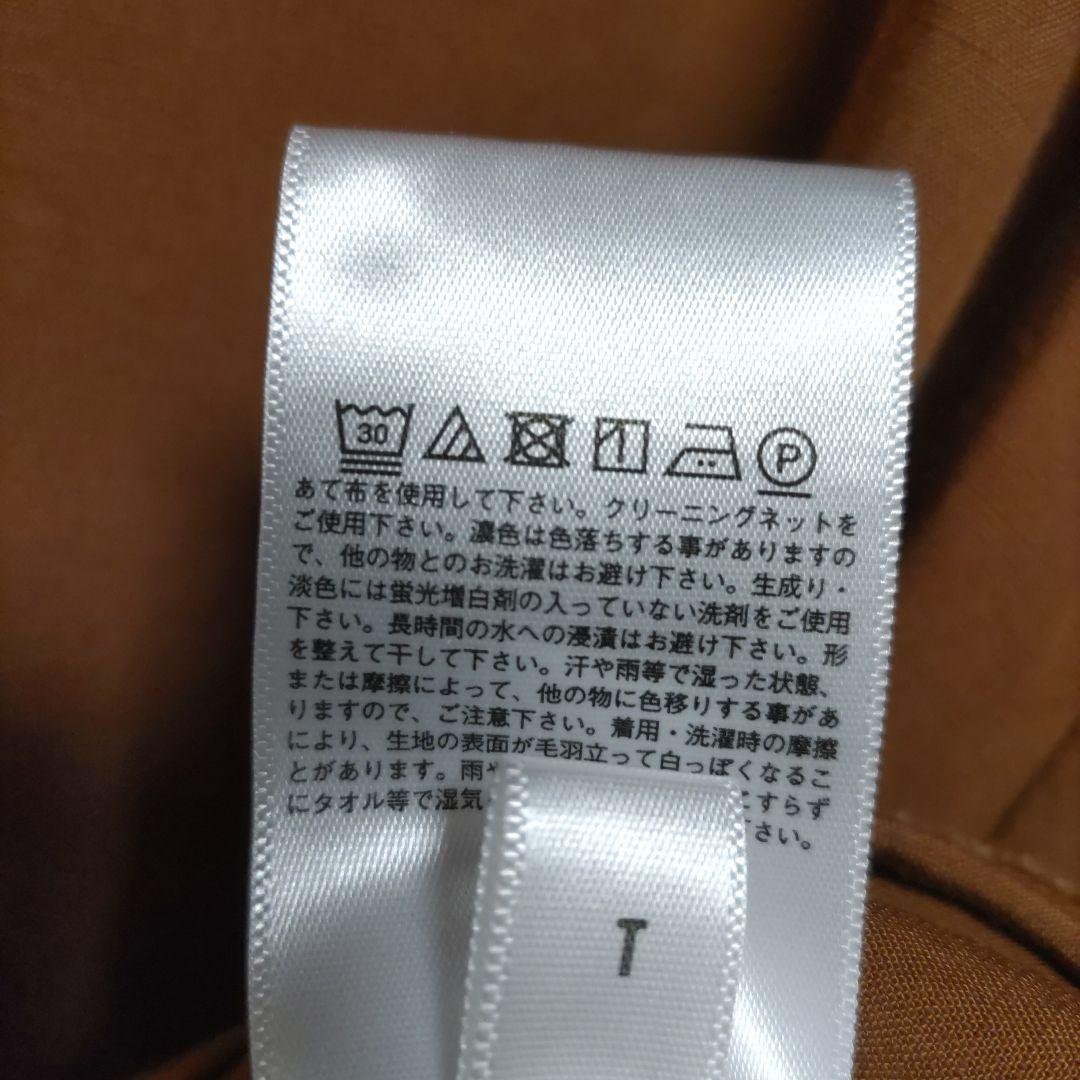 30
P
あて布を使用して下さい。クリーニングネットを
ご使用下さい。濃色は色落ちする事がありますの
で、他の物とのお洗濯はお避け下さい。生成り・
淡色には蛍光増白剤の入っていない洗剤をご使用
下さい。長時間の水への浸漬はお避け下さい。形
を整えて干して下さい。汗や雨等で湿った状態、
または摩擦によって、他の物に色移りする事があ
りますので、ご注意下さい。着用・洗濯時の摩擦
により、生地の表面が毛羽立って白っぽくなるこ
とがあります。雨や
にタオル等で湿気 こすらず
さい。
T